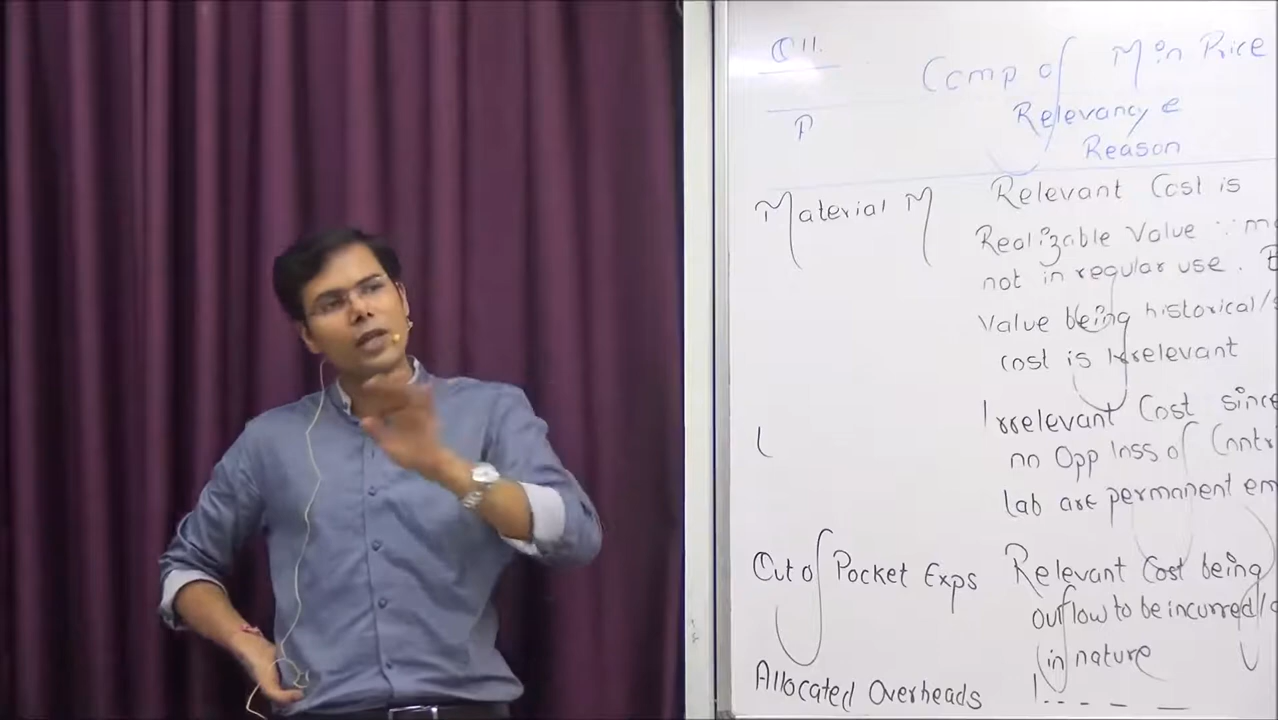 Q11.
Comp of Min Price
P
Relevancy &
Reason
Material M
Relevant Cost is
Realizable Value ∵ m
not in regular use. B
Value being historical/s
cost is Irrelevant
L
Irrelevant Cost since
no Opp loss of Contri
lab are permanent em
Out of Pocket Exps
Relevant Cost being
outflow to be incurred/
in nature
Allocated Overheads
I